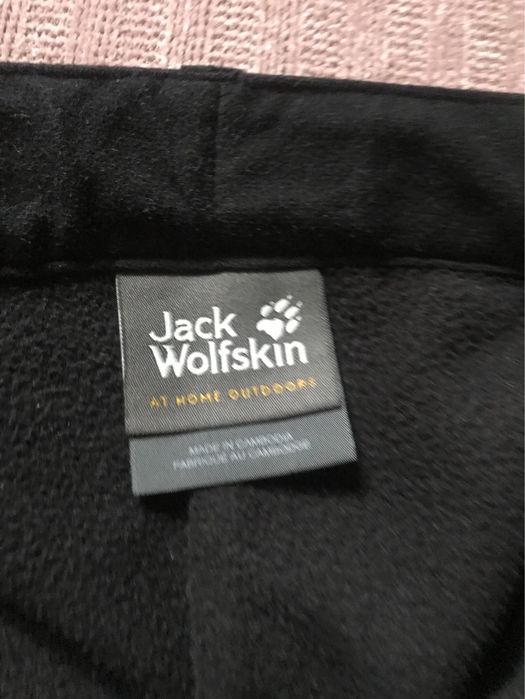 Jack
Wolfskin
AT HOME OUTDOORS
MADE IN CAMBODIA
FABRIQUÉ AU CAMBODGE